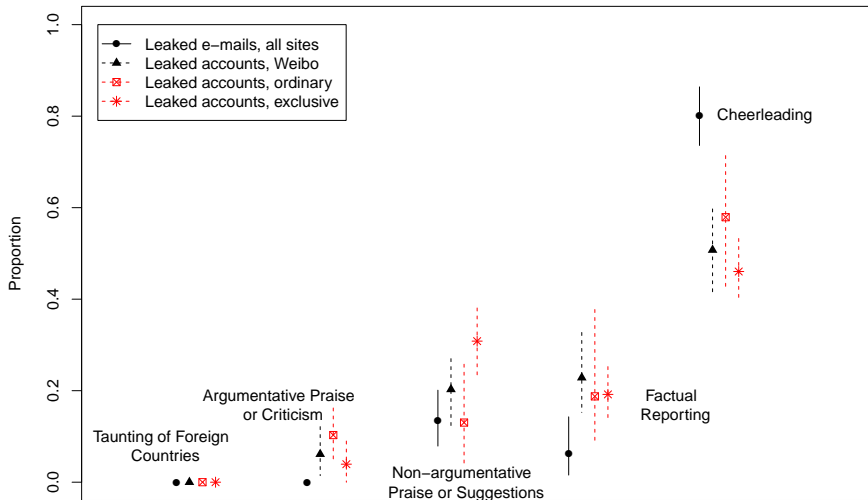 1.0
0.8
0.6
0.4
0.2
0.0
Proportion
Leaked e−mails, all sites
Leaked accounts, Weibo
Leaked accounts, ordinary
Leaked accounts, exclusive
Cheerleading
Argumentative Praise
or Criticism
Factual
Reporting
Taunting of Foreign
Countries
Non−argumentative
Praise or Suggestions